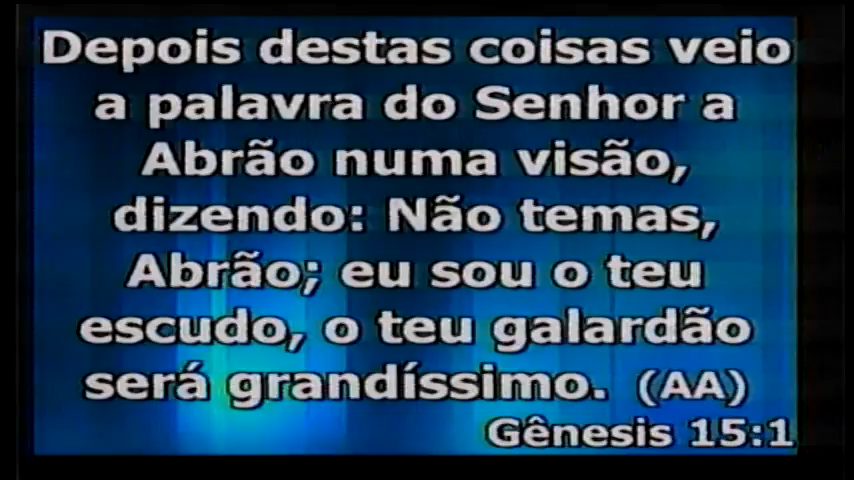 Depois destas coisas veio
a palavra do Senhor a
Abrão numa visão,
dizendo: Não temas,
Abrão; eu sou o teu
escudo, o teu galardão
será grandíssimo. (AA)
Gênesis 15:1